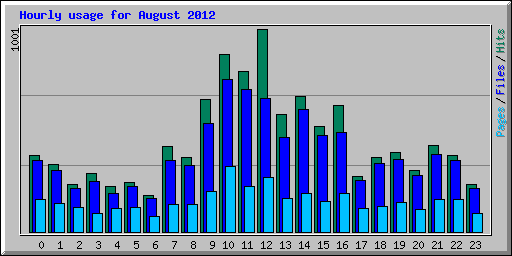 Hourly usage for August 2012
1001
Pages/Files/Hits
0 1 2 3 4 5 6 7 8 9 10 11 12 13 14 15 16 17 18 19 20 21 22 23